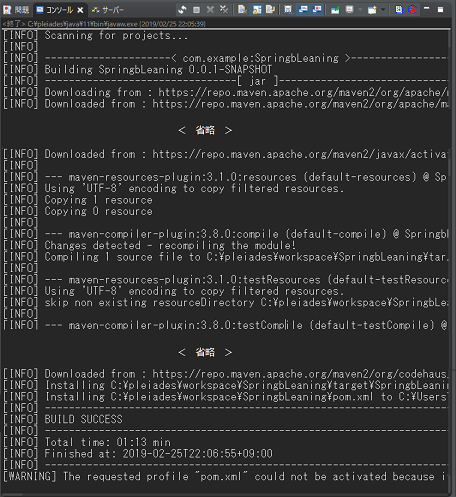 問題 コンソール サーバー
<終了> C:¥pleiades¥java¥11¥bin¥javaw.exe (2019/02/25 22:05:39)
[INFO] Scanning for projects...
[INFO]
[INFO] ---------------------< com.example:SpringbLeaning >-----------------
[INFO] Building SpringbLeaning 0.0.1-SNAPSHOT
[INFO] --------------------------------[ jar ]-----------------------------
[INFO] Downloading from : https://repo.maven.apache.org/maven2/org/apache/m
[INFO] Downloaded from : https://repo.maven.apache.org/maven2/org/apache/ma
< 省略 >
[INFO] Downloaded from : https://repo.maven.apache.org/maven2/javax/activa
[INFO]
[INFO] --- maven-resources-plugin:3.1.0:resources (default-resources) @ Sp
[INFO] Using 'UTF-8' encoding to copy filtered resources.
[INFO] Copying 1 resource
[INFO] Copying 0 resource
[INFO]
[INFO] --- maven-compiler-plugin:3.8.0:compile (default-compile) @ Springb
[INFO] Changes detected - recompiling the module!
[INFO] Compiling 1 source file to C:¥pleiades¥workspace¥SpringbLeaning¥tar
[INFO]
[INFO] --- maven-resources-plugin:3.1.0:testResources (default-testResource
[INFO] Using 'UTF-8' encoding to copy filtered resources.
[INFO] skip non existing resourceDirectory C:¥pleiades¥workspace¥SpringbLea
[INFO]
[INFO] --- maven-compiler-plugin:3.8.0:testCompile (default-testCompile) @
< 省略 >
[INFO] Downloaded from : https://repo.maven.apache.org/maven2/org/codehaus
[INFO] Installing C:¥pleiades¥workspace¥SpringbLeaning¥target¥SpringbLeanin
[INFO] Installing C:¥pleiades¥workspace¥SpringbLeaning¥pom.xml to C:¥Users
[INFO] --------------------------------------------------------------------
[INFO] BUILD SUCCESS
[INFO] --------------------------------------------------------------------
[INFO] Total time: 01:13 min
[INFO] Finished at: 2019-02-25T22:06:55+09:00
[INFO] --------------------------------------------------------------------
[WARNING] The requested profile "pom.xml" could not be activated because i